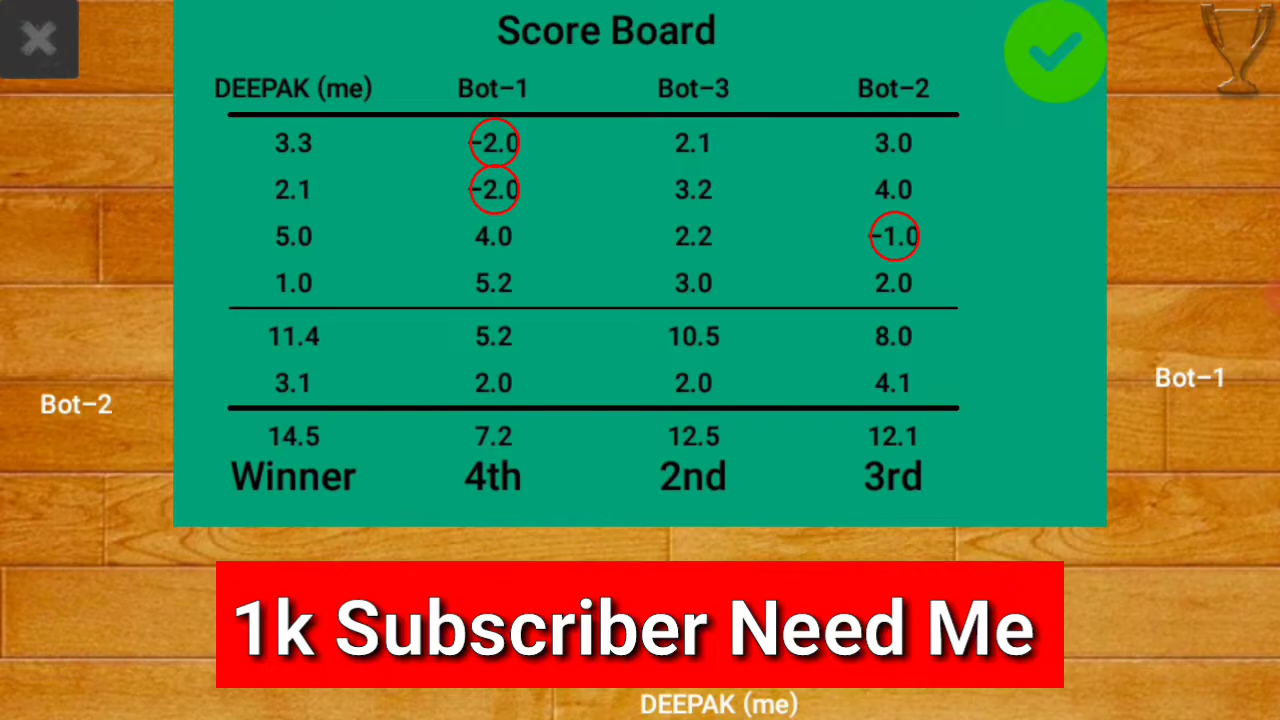 Score Board
DEEPAK (me) Bot–1 Bot–3 Bot–2
3.3 –2.0 2.1 3.0
2.1 –2.0 3.2 4.0
5.0 4.0 2.2 –1.0
1.0 5.2 3.0 2.0
11.4 5.2 10.5 8.0
3.1 2.0 2.0 4.1
14.5 7.2 12.5 12.1
Winner 4th 2nd 3rd
Bot–2
Bot–1
1k Subscriber Need Me
DEEPAK (me)